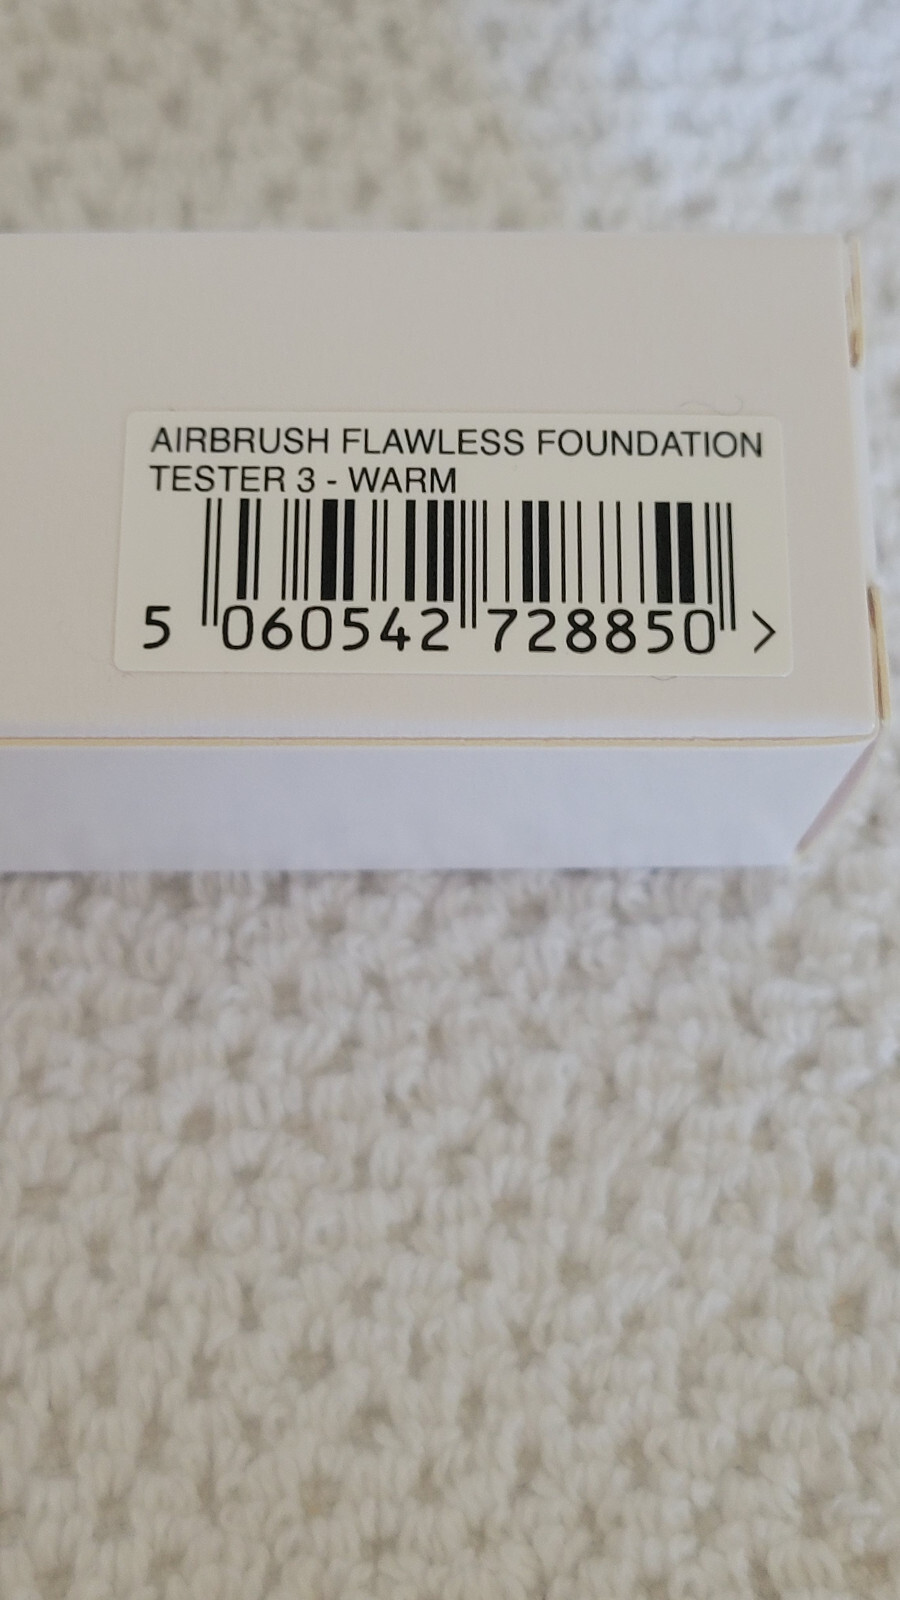 AIRBRUSH FLAWLESS FOUNDATION
TESTER 3 - WARM
5 060542 728850 >